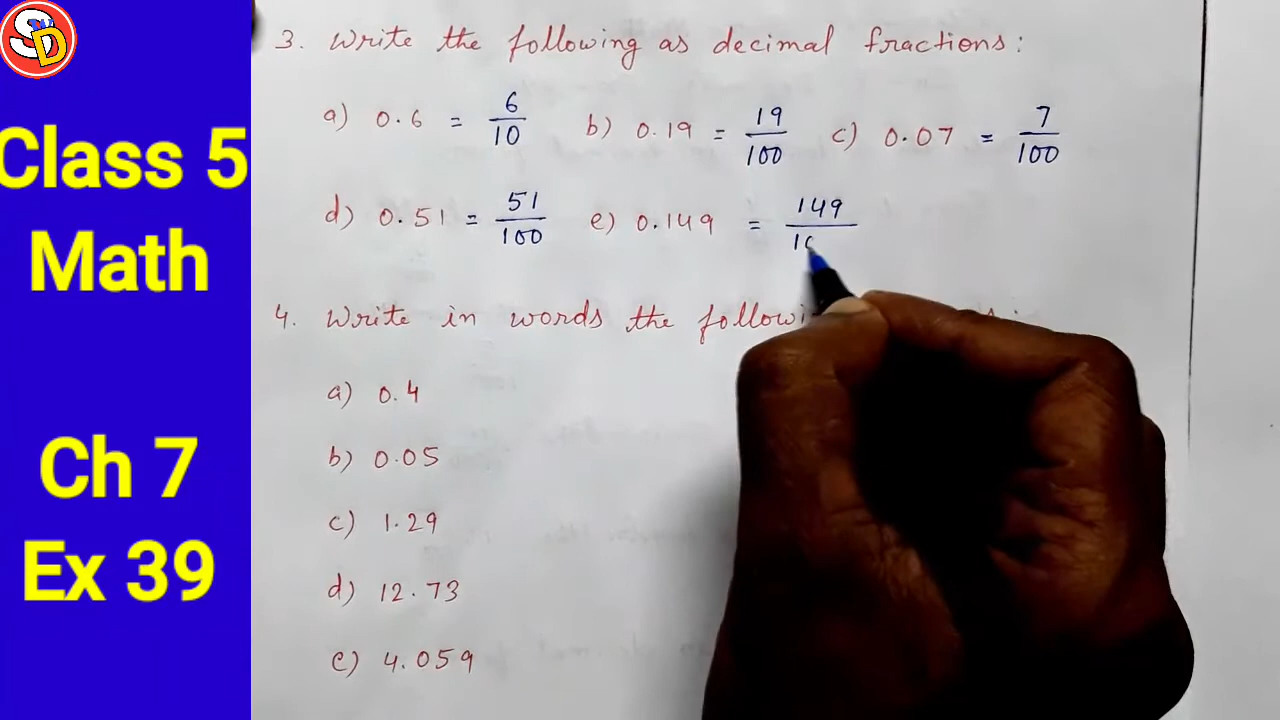 SD
Class 5
Math
Ch 7
Ex 39
3. Write the following as decimal fractions:
a) 0.6 = 6/10 b) 0.19 = 19/100 c) 0.07 = 7/100
d) 0.51 = 51/100 e) 0.149 = 149/10
4. Write in words the
a) 0.4
b) 0.05
c) 1.29
d) 12.73
e) 4.059